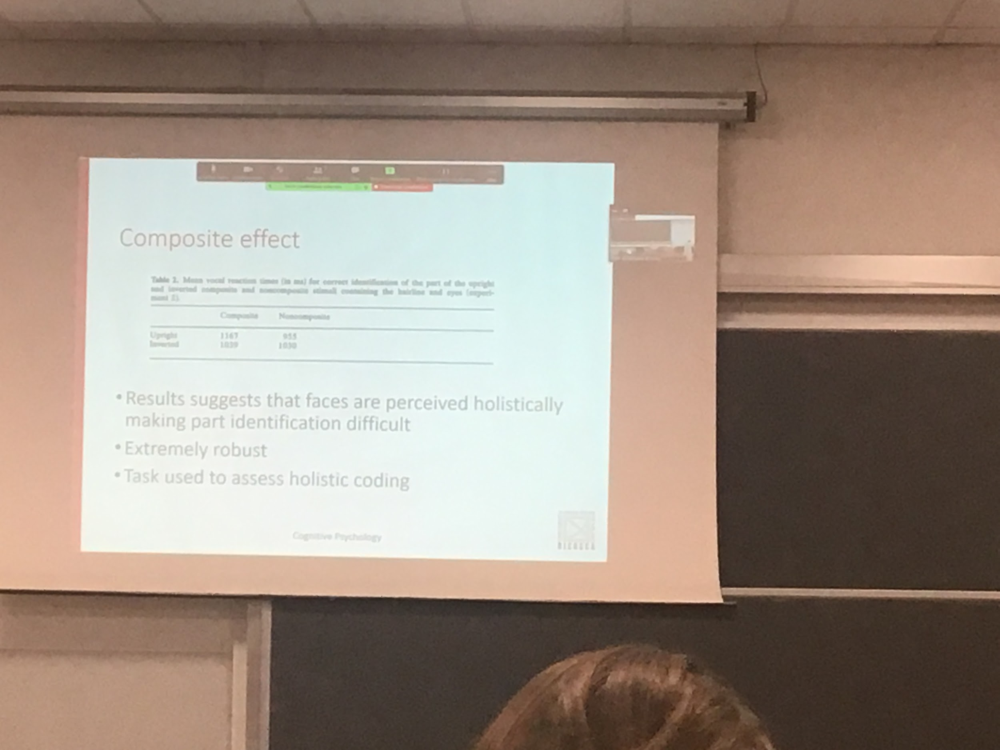 Composite effect
Table 2. Mean vocal reaction times (in ms) for correct identification of the part of the upright
and inverted composite and noncomposite stimuli containing the hairline and eyes (experi-
ment 2).
Composite Noncomposite
Upright 1167 955
Inverted 1039 1030
• Results suggests that faces are perceived holistically
making part identification difficult
• Extremely robust
• Task used to assess holistic coding
Cognitive Psychology
BICOCCA